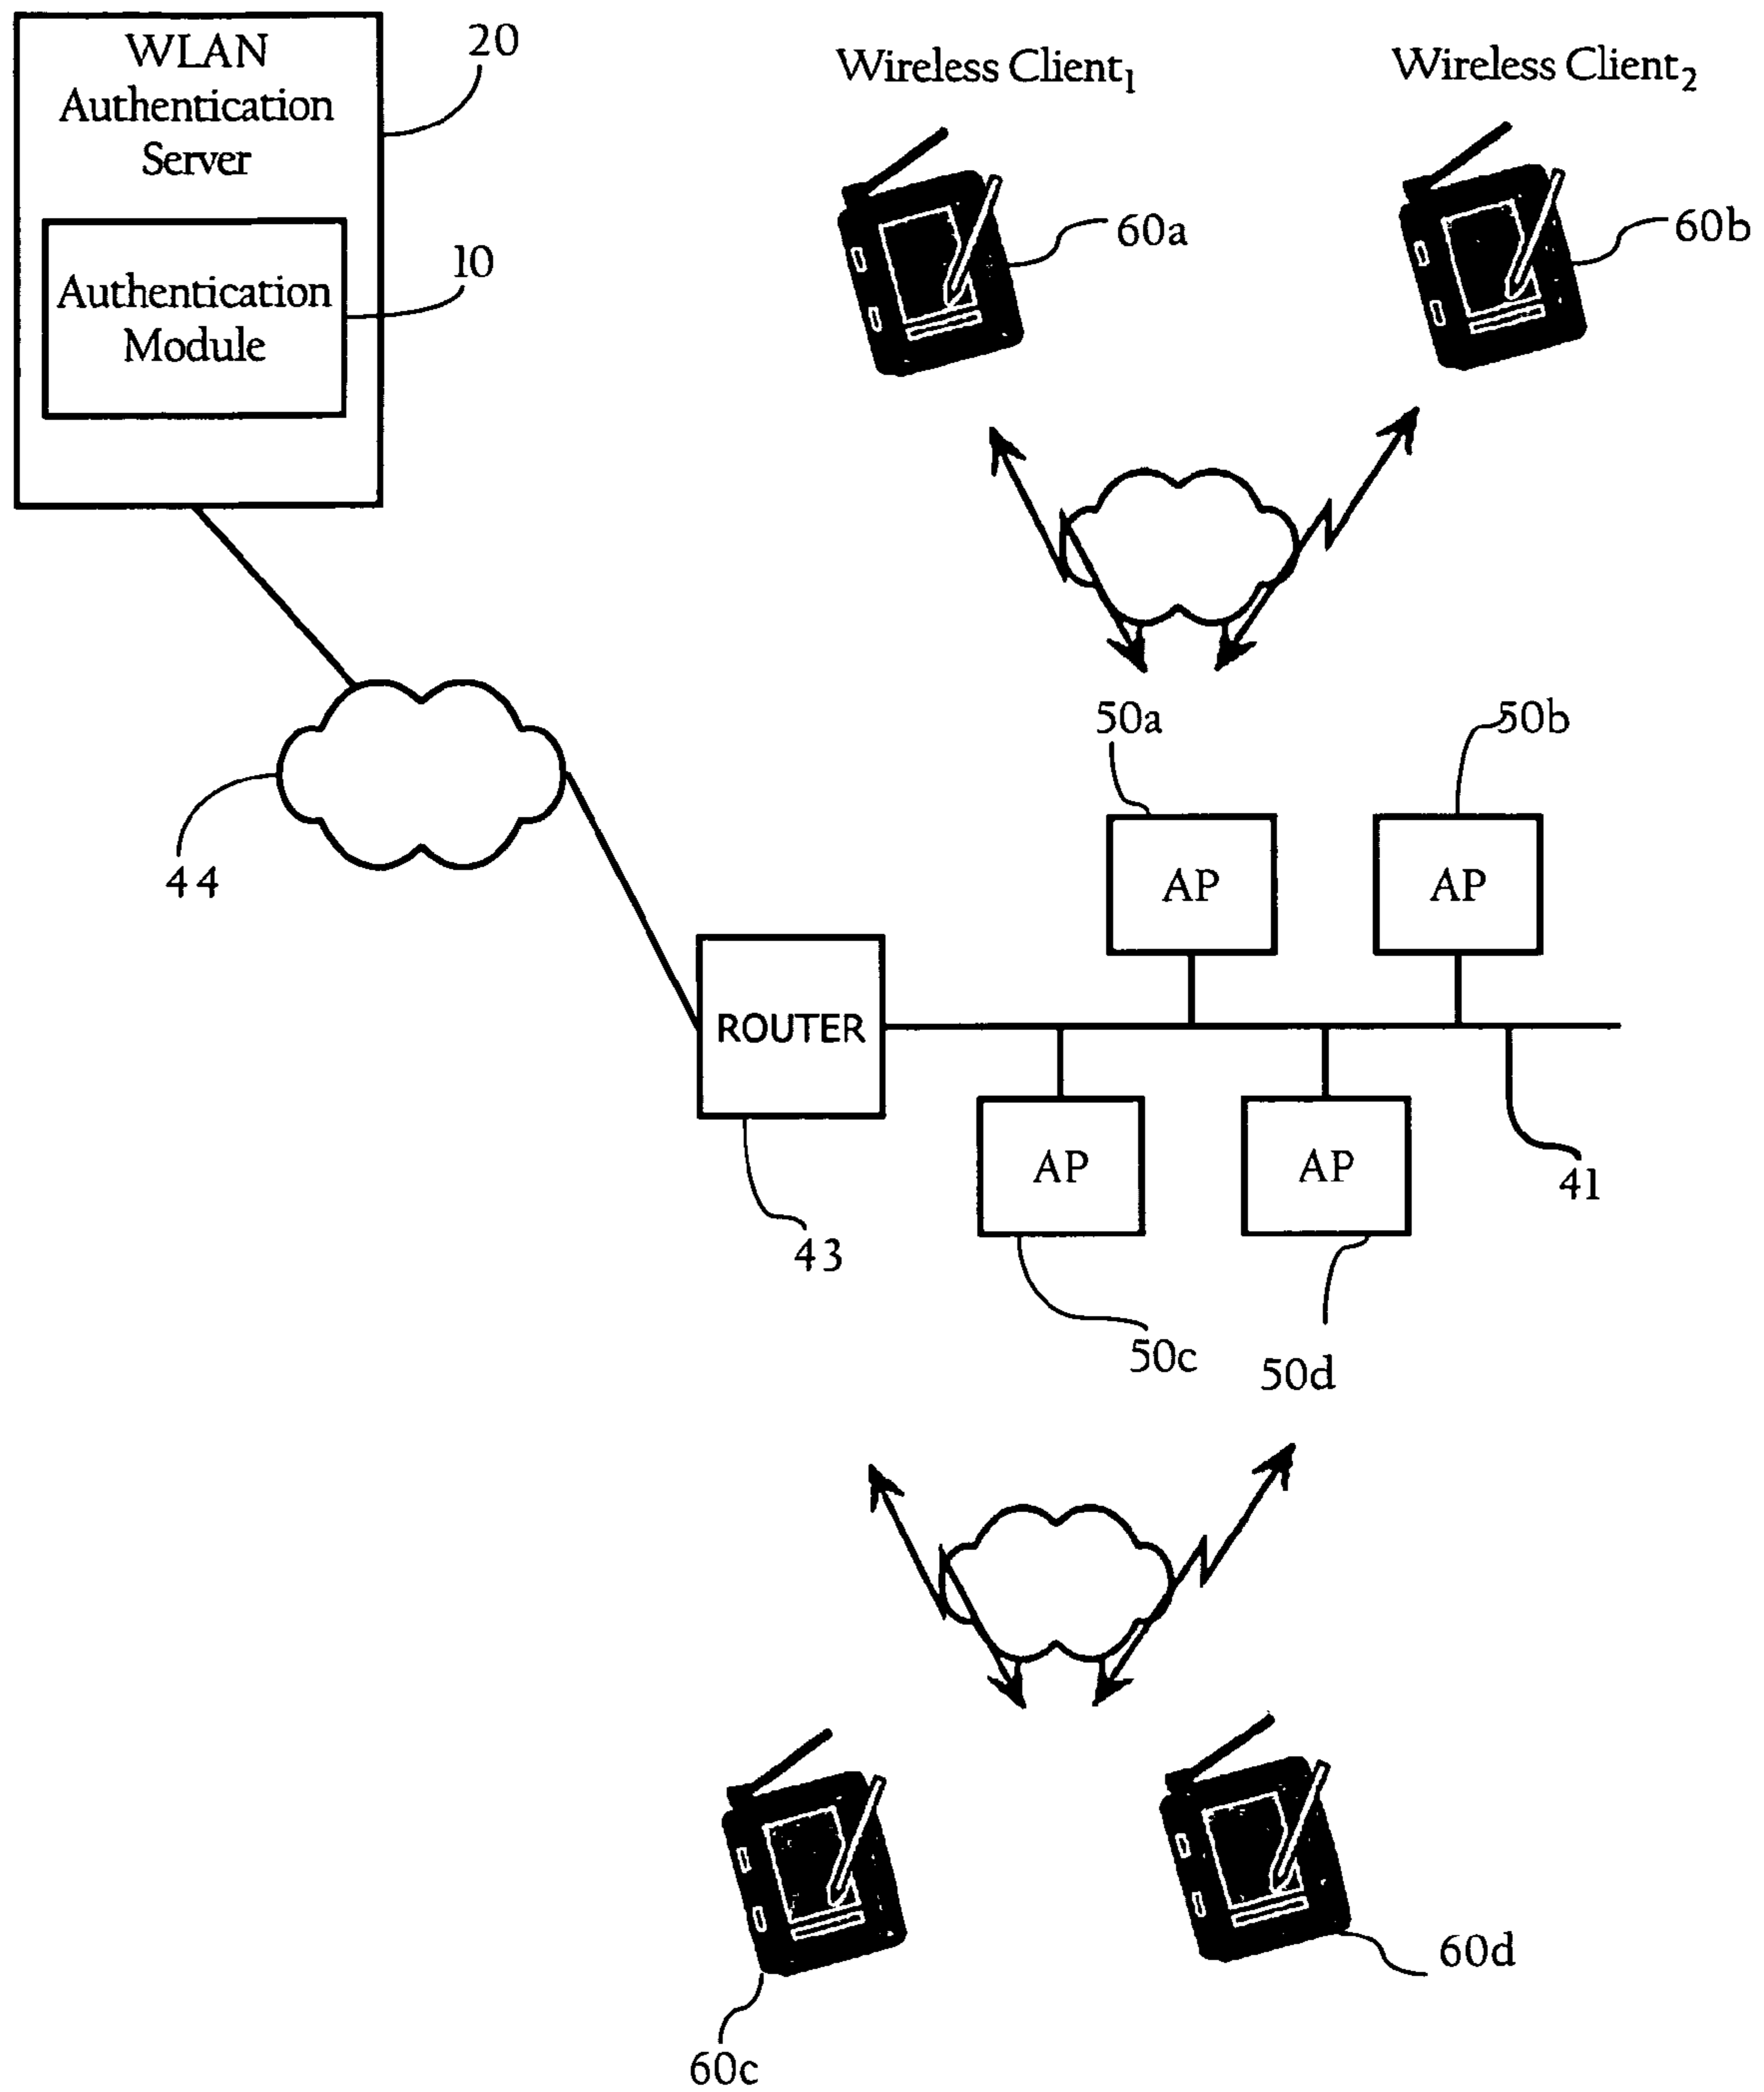 WLAN
Authentication
Server
20
Authentication
Module
10
Wireless Client1
Wireless Client2
60a
60b
44
50a
50b
AP
AP
ROUTER
AP
AP
41
43
50c
50d
60d
60c